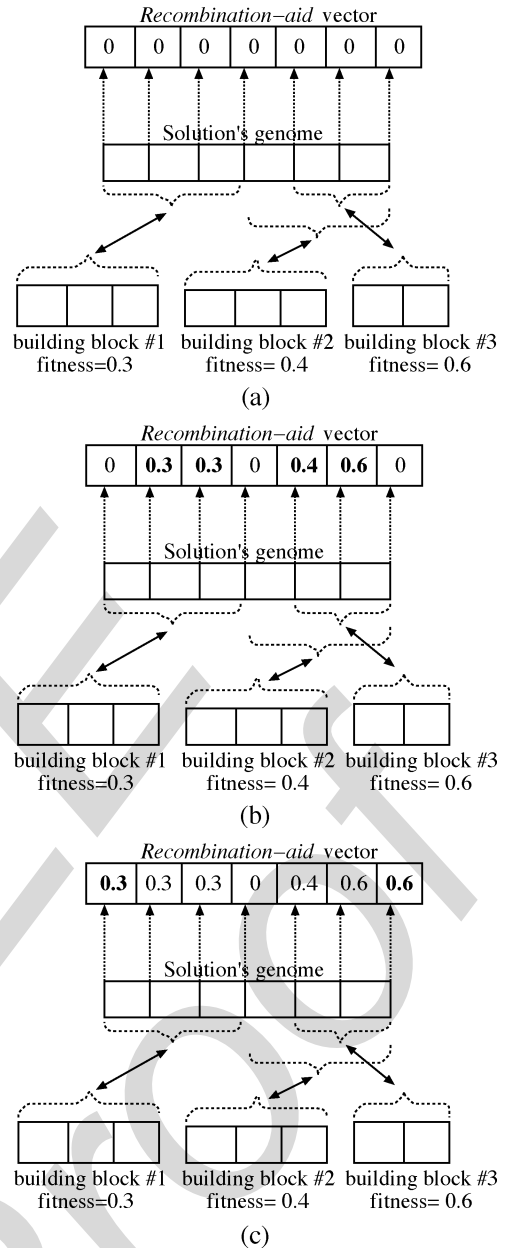 Recombination−aid vector
0 0 0 0 0 0 0
Solution's genome
building block #1 building block #2 building block #3
fitness=0.3 fitness= 0.4 fitness= 0.6
(a)
Recombination−aid vector
0 0.3 0.3 0 0.4 0.6 0
Solution's genome
building block #1 building block #2 building block #3
fitness=0.3 fitness= 0.4 fitness= 0.6
(b)
Recombination−aid vector
0.3 0.3 0.3 0 0.4 0.6 0.6
Solution's genome
building block #1 building block #2 building block #3
fitness=0.3 fitness= 0.4 fitness= 0.6
(c)